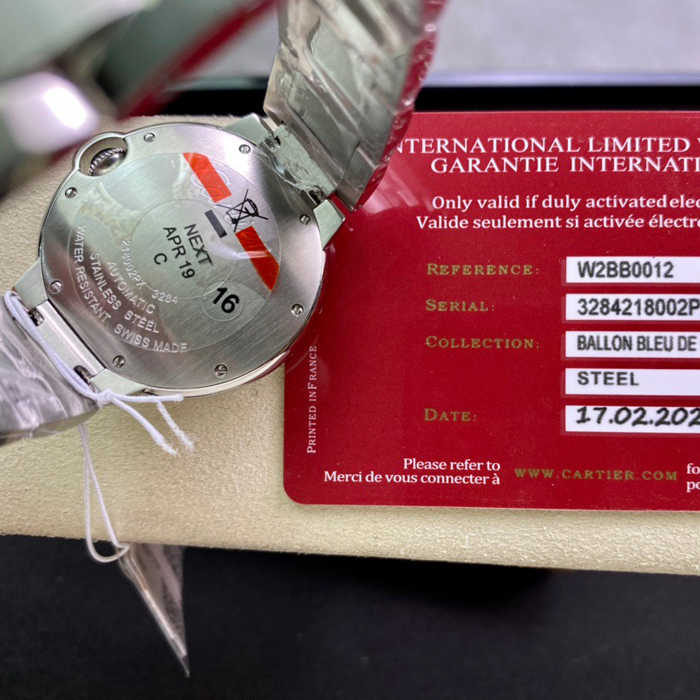 NEXT
APR 19
C
16
3284
AUTOMATIC
STAINLESS STEEL
WATER RESISTANT SWISS MADE
INTERNATIONAL LIMITED
GARANTIE INTERNATI
Only valid if duly activated elec
Valide seulement si activée électro
REFERENCE: W2BB0012
SERIAL: 3284218002P
COLLECTION: BALLON BLEU DE
STEEL
DATE: 17.02.202
PRINTED IN FRANCE
Please refer to
Merci de vous connecter à
WWW.CARTIER.COM
fo
po